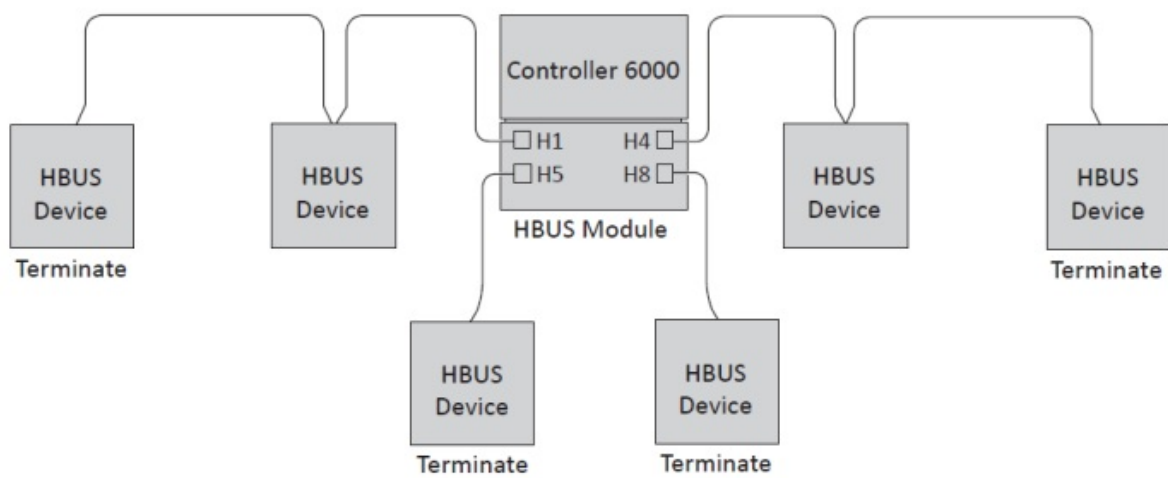 Controller 6000
H1 H4
H5 H8
HBUS Module
HBUS
Device
Terminate
HBUS
Device
HBUS
Device
HBUS
Device
Terminate
HBUS
Device
Terminate
HBUS
Device
Terminate